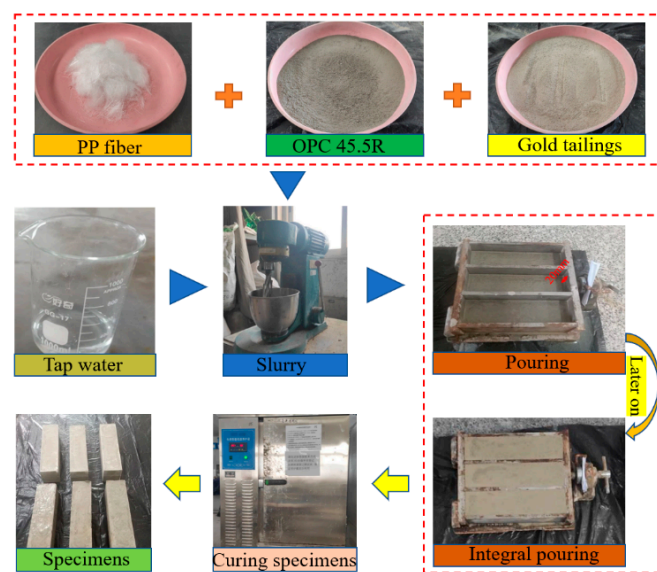 PP fiber
OPC 45.5R
Gold tailings
Tap water
Slurry
Pouring
Later on
Specimens
Curing specimens
Integral pouring